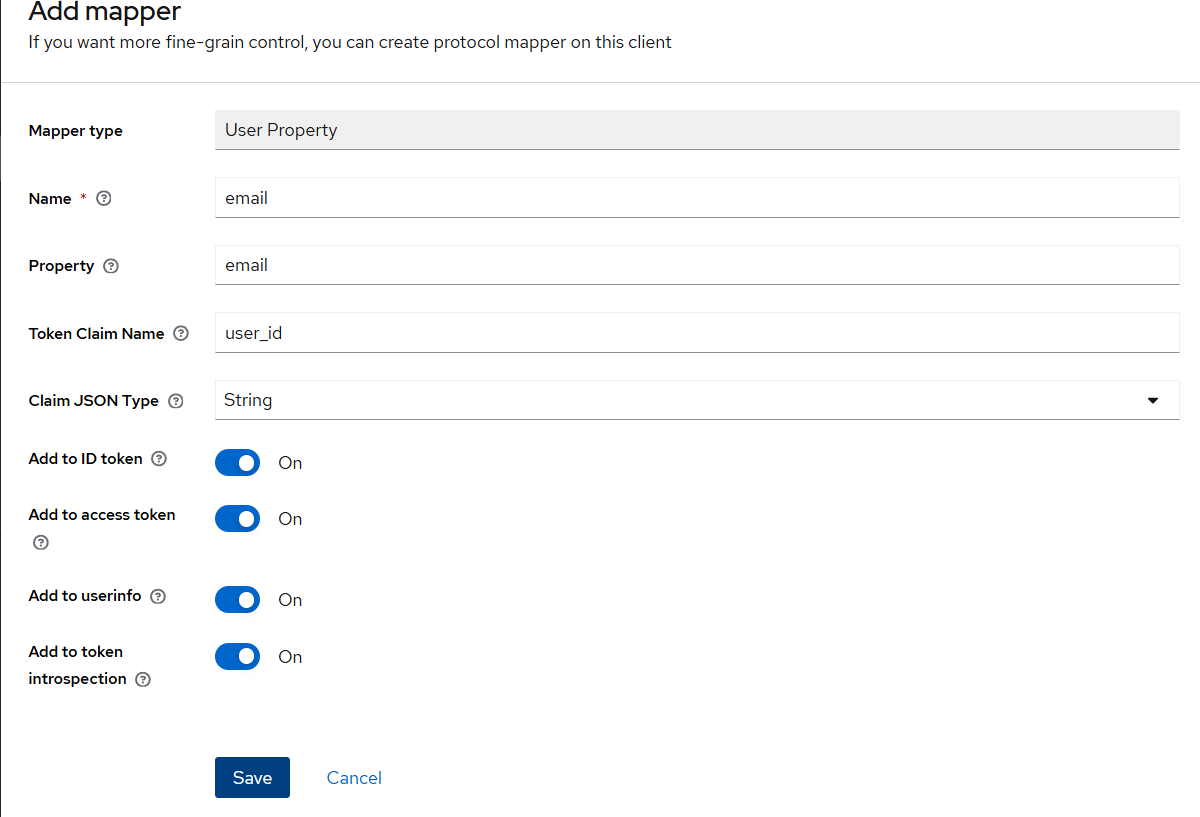 Add mapper
If you want more fine-grain control, you can create protocol mapper on this client
Mapper type
User Property
Name *
email
Property
email
Token Claim Name
user_id
Claim JSON Type
String
Add to ID token
On
Add to access token
On
Add to userinfo
On
Add to token
introspection
On
Save
Cancel